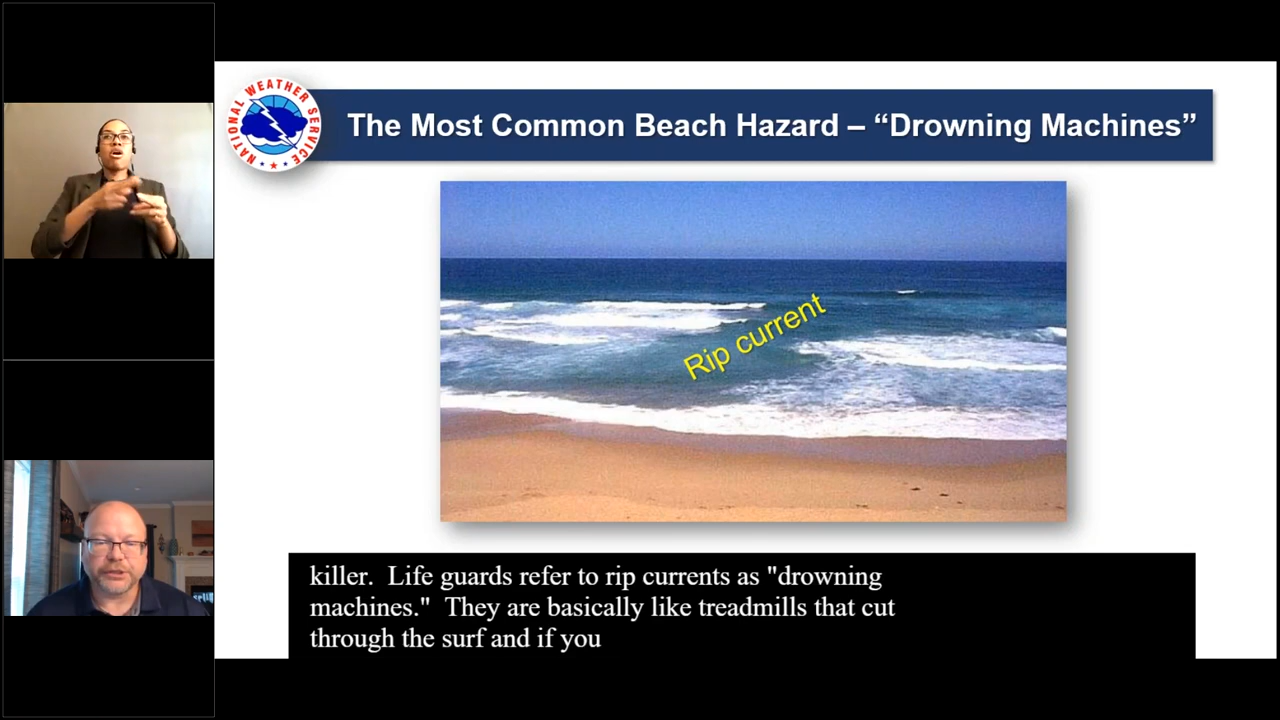 NATIONAL WEATHER SERVICE
The Most Common Beach Hazard – “Drowning Machines”
Rip current
killer.  Life guards refer to rip currents as "drowning
machines."  They are basically like treadmills that cut
through the surf and if you